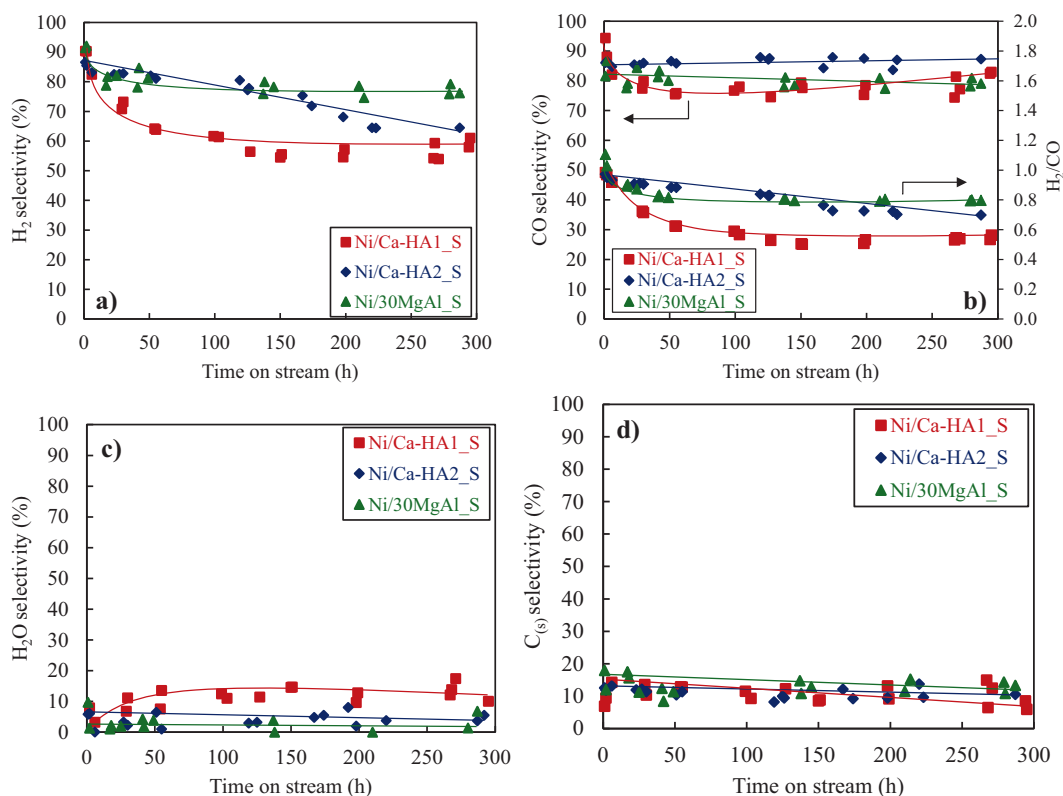 100
90
80
70
60
50
40
30
20
10
0
H2 selectivity (%)
Ni/Ca-HA1_S
Ni/Ca-HA2_S
Ni/30MgAl_S
a)
0 50 100 150 200 250 300
Time on stream (h)
100
90
80
70
60
50
40
30
20
10
0
CO selectivity (%)
2.0
1.8
1.6
1.4
1.2
1.0
0.8
0.6
0.4
0.2
0.0
H2/CO
Ni/Ca-HA1_S
Ni/Ca-HA2_S
Ni/30MgAl_S
b)
0 50 100 150 200 250 300
Time on stream (h)
100
90
80
70
60
50
40
30
20
10
0
H2O selectivity (%)
c)
Ni/Ca-HA1_S
Ni/Ca-HA2_S
Ni/30MgAl_S
0 50 100 150 200 250 300
Time on stream (h)
100
90
80
70
60
50
40
30
20
10
0
C(s) selectivity (%)
d)
Ni/Ca-HA1_S
Ni/Ca-HA2_S
Ni/30MgAl_S
0 50 100 150 200 250 300
Time on stream (h)